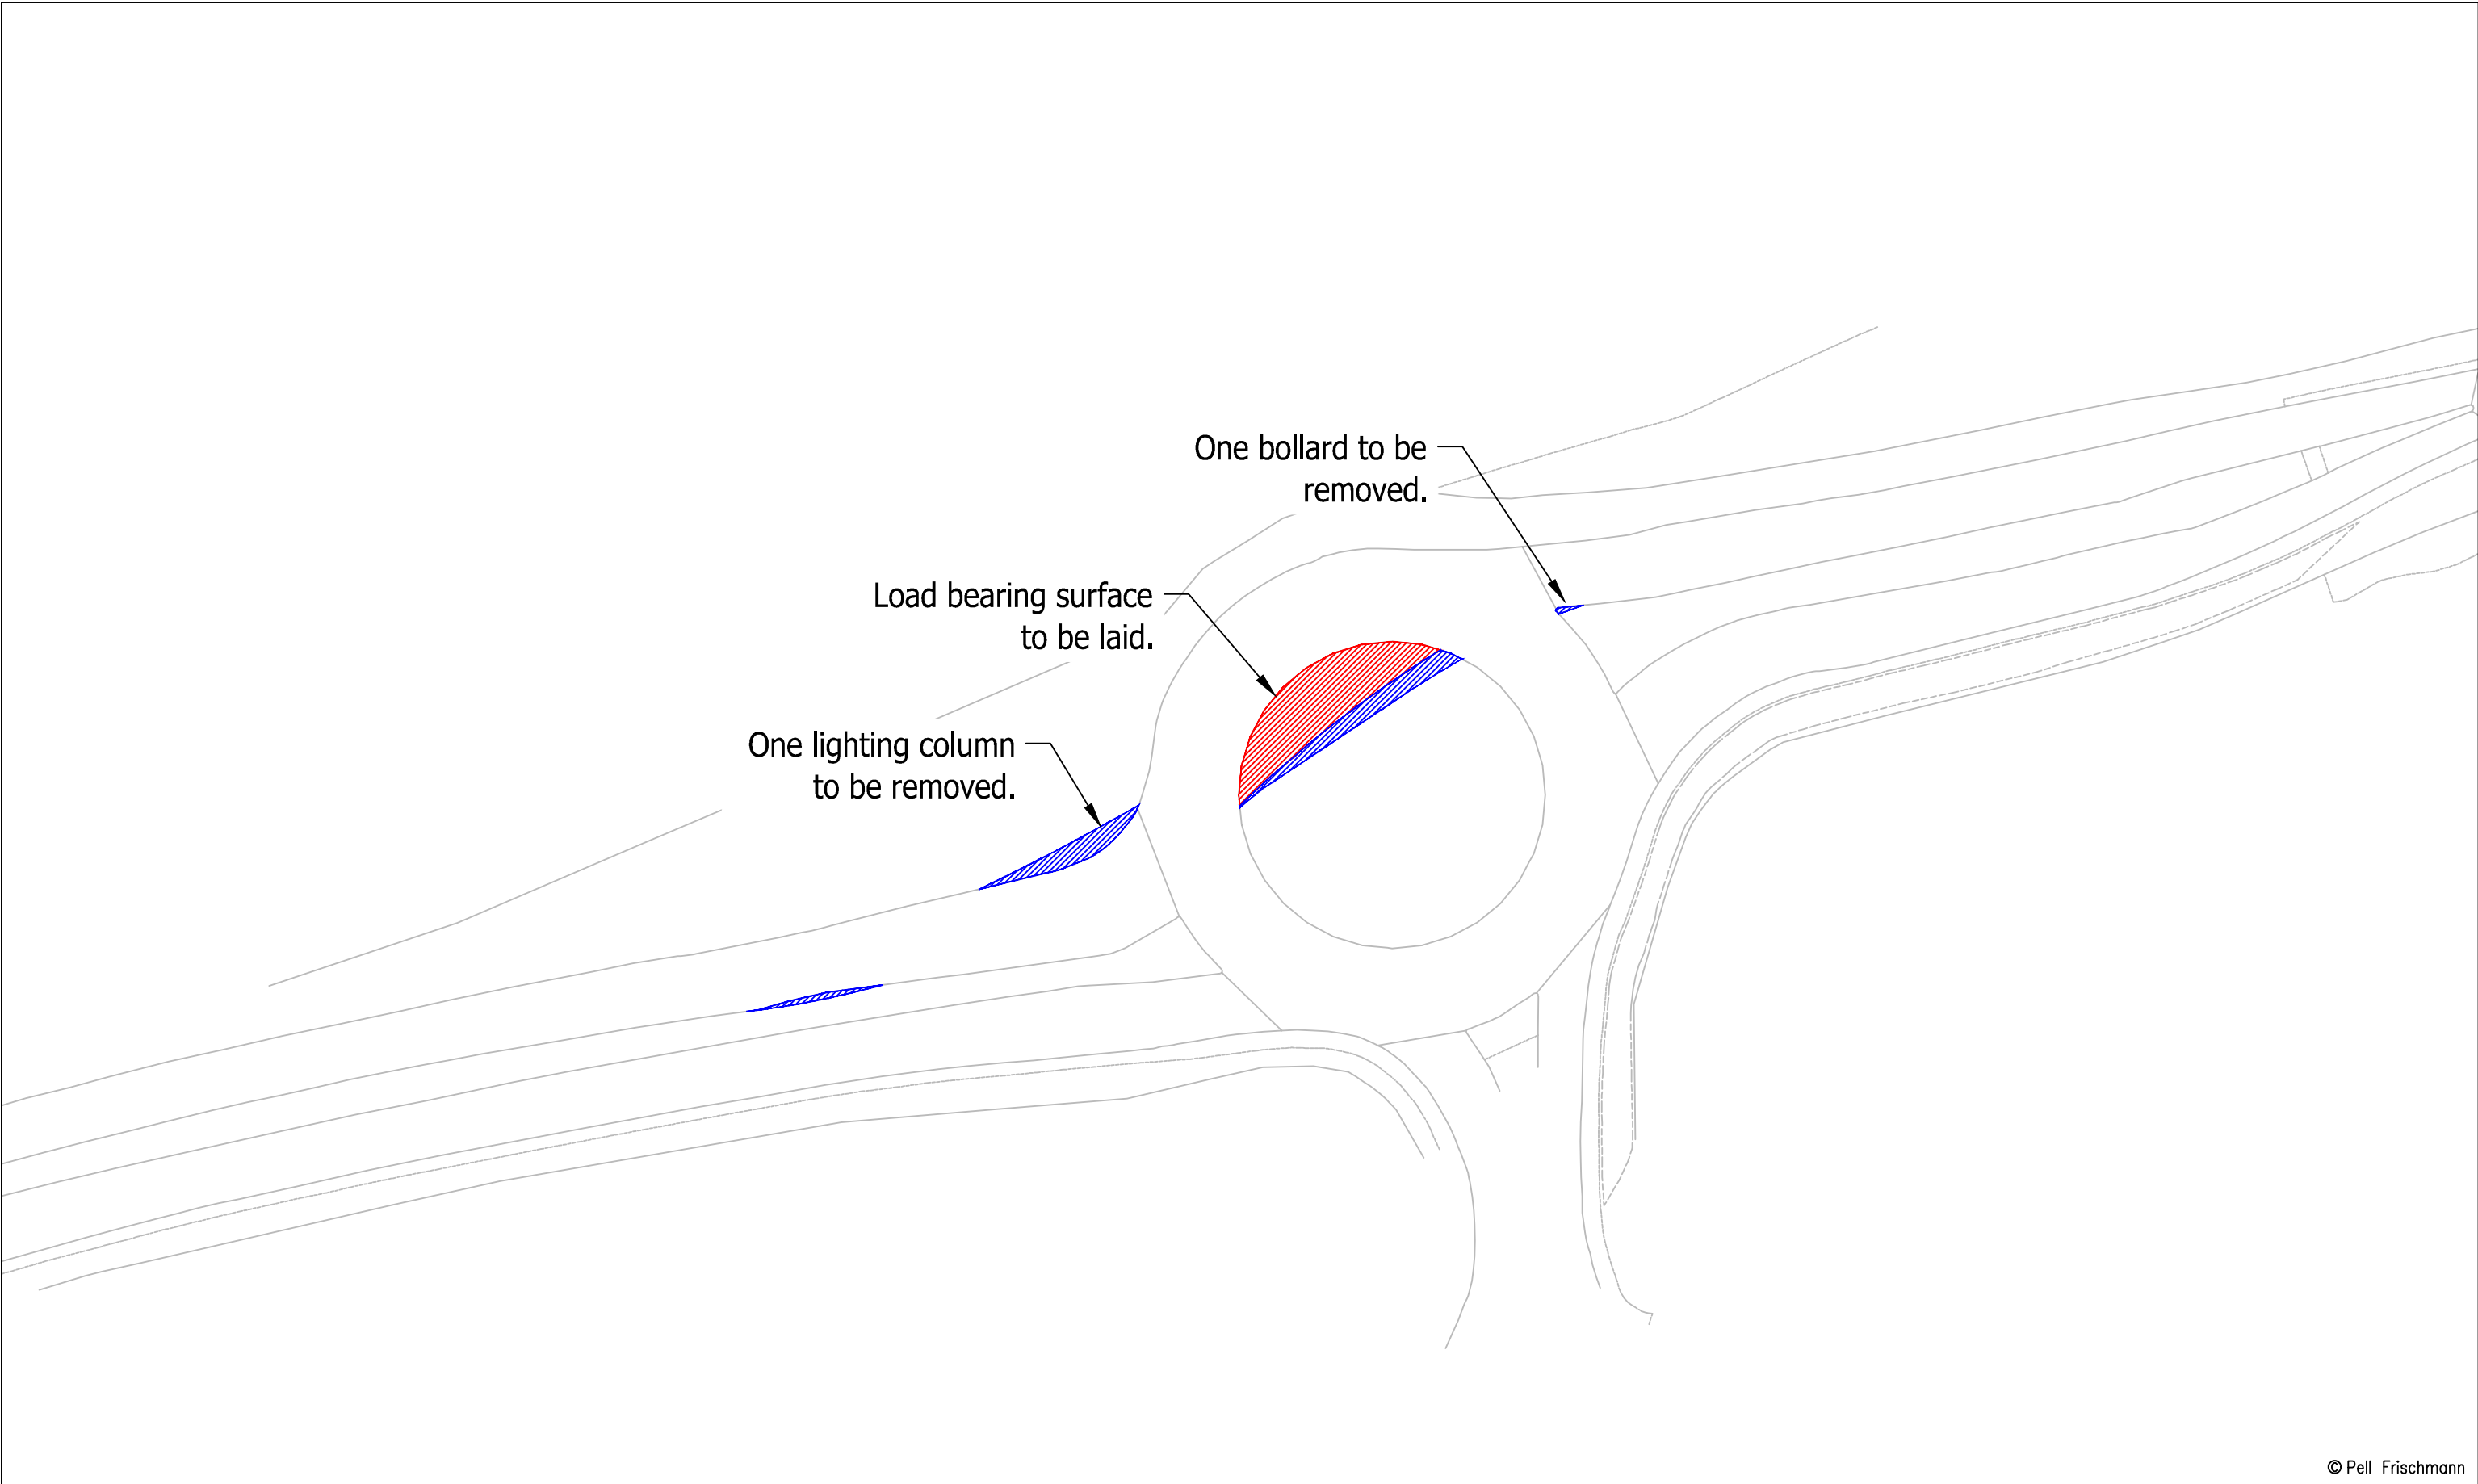 One bollard to be
removed.
Load bearing surface
to be laid.
One lighting column
to be removed.
© Pell Frischmann